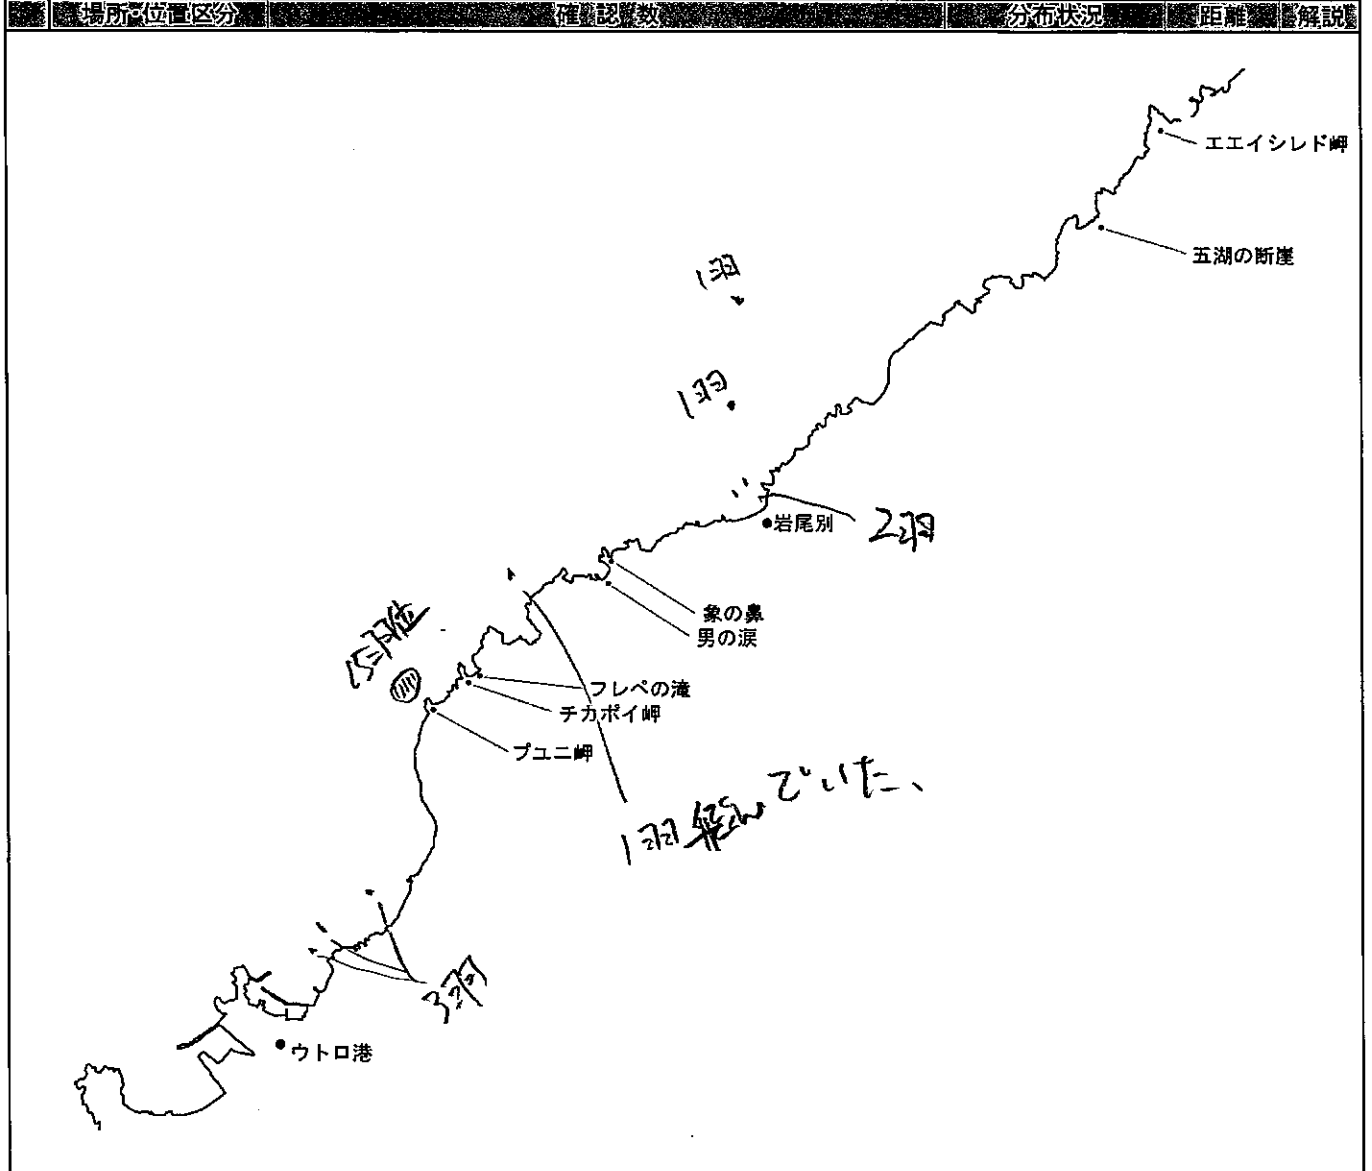 場所・位置区分 確認数 分布状況 距離 解説
エエイシレド岬
五湖の断崖
1羽
1羽
岩尾別
2羽
象の鼻
男の涙
15羽位
フレペの滝
チカポイ岬
プユニ岬
1羽飛んでいた、
3羽
ウトロ港